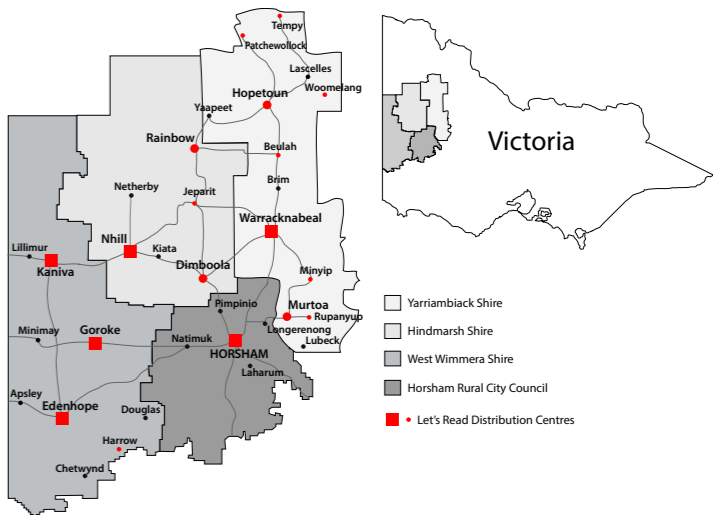 Tempy
Patchewollock
Lascelles
Woomelang
Hopetoun
Yaapeet
Rainbow
Beulah
Netherby
Jeparit
Brim
Warracknabeal
Lillimur
Nhill
Kiata
Kaniva
Dimboola
Minyip
Pimpinio
Murtoa
Rupanyup
Longerenong
Minimay
Goroke
Natimuk
HORSHAM
Lubeck
Laharum
Apsley
Edenhope
Douglas
Harrow
Chetwynd
Victoria
Yarriambiack Shire
Hindmarsh Shire
West Wimmera Shire
Horsham Rural City Council
Let's Read Distribution Centres